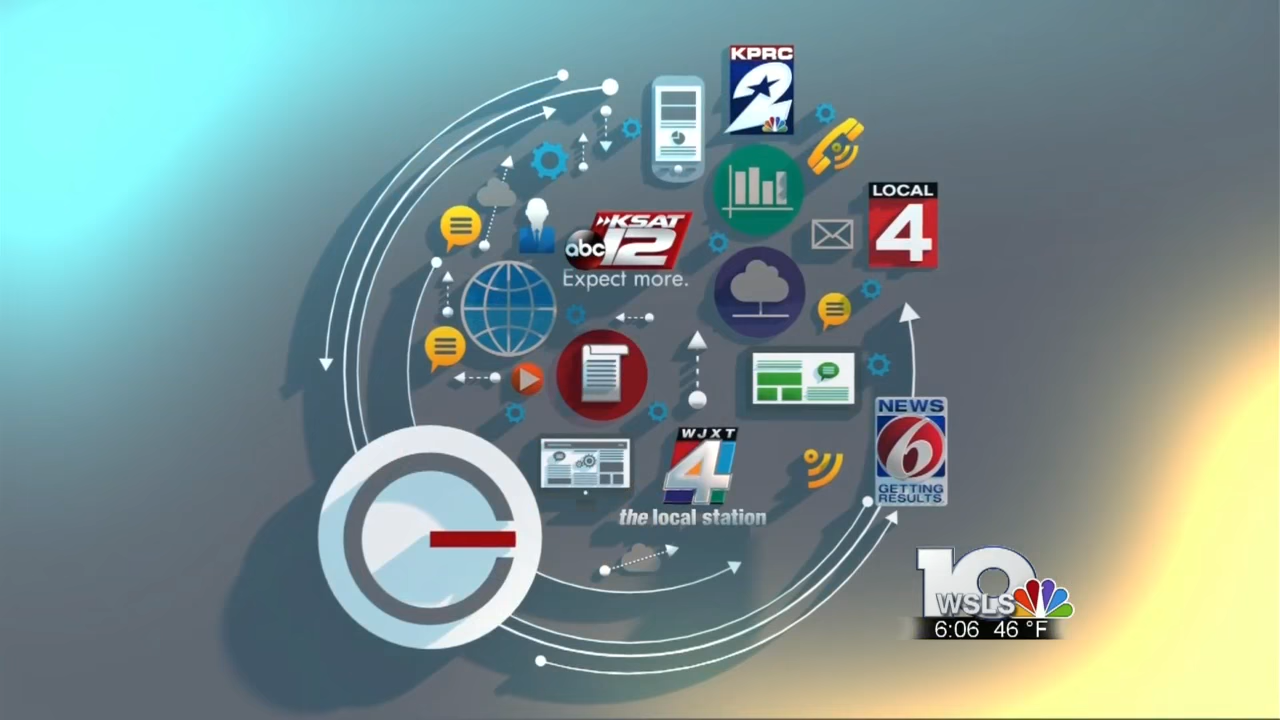 KPRC
2
LOCAL
4
KSAT
abc 12
Expect more.
WJXT
4
the local station
NEWS
6
GETTING
RESULTS
10
WSLS
6:06 46 °F